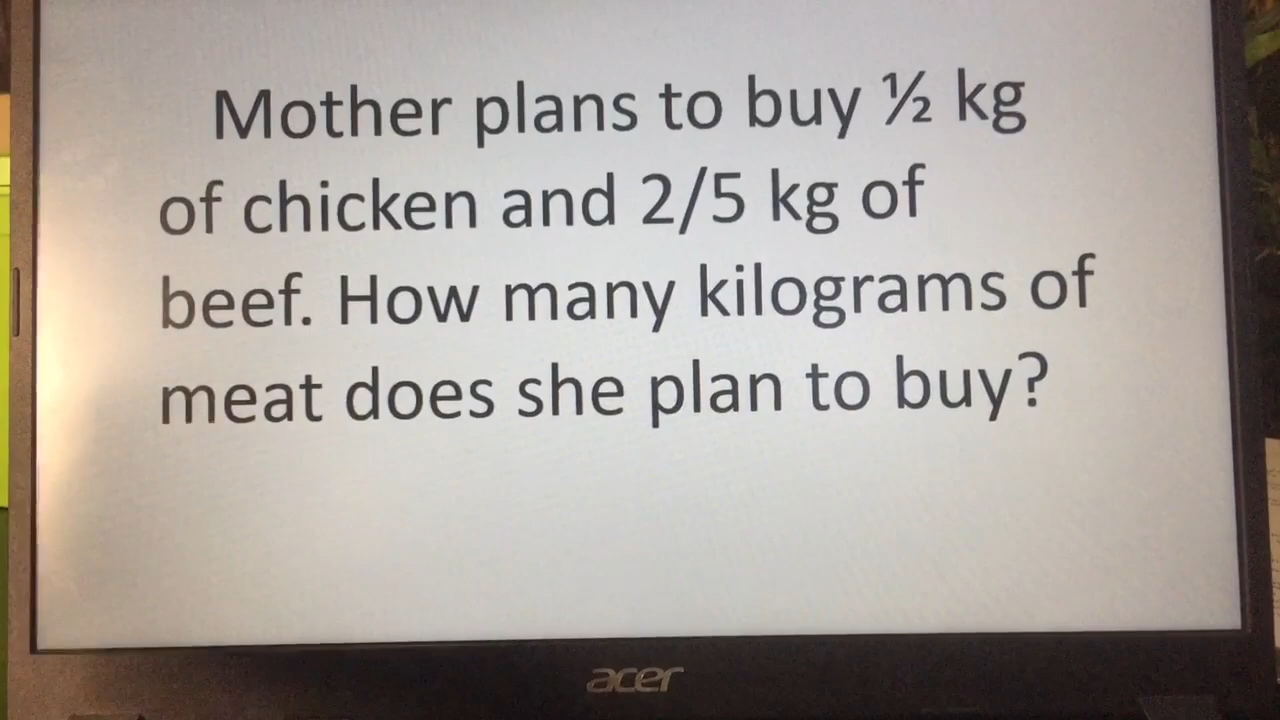 Mother plans to buy ½ kg
of chicken and 2/5 kg of
beef. How many kilograms of
meat does she plan to buy?
acer